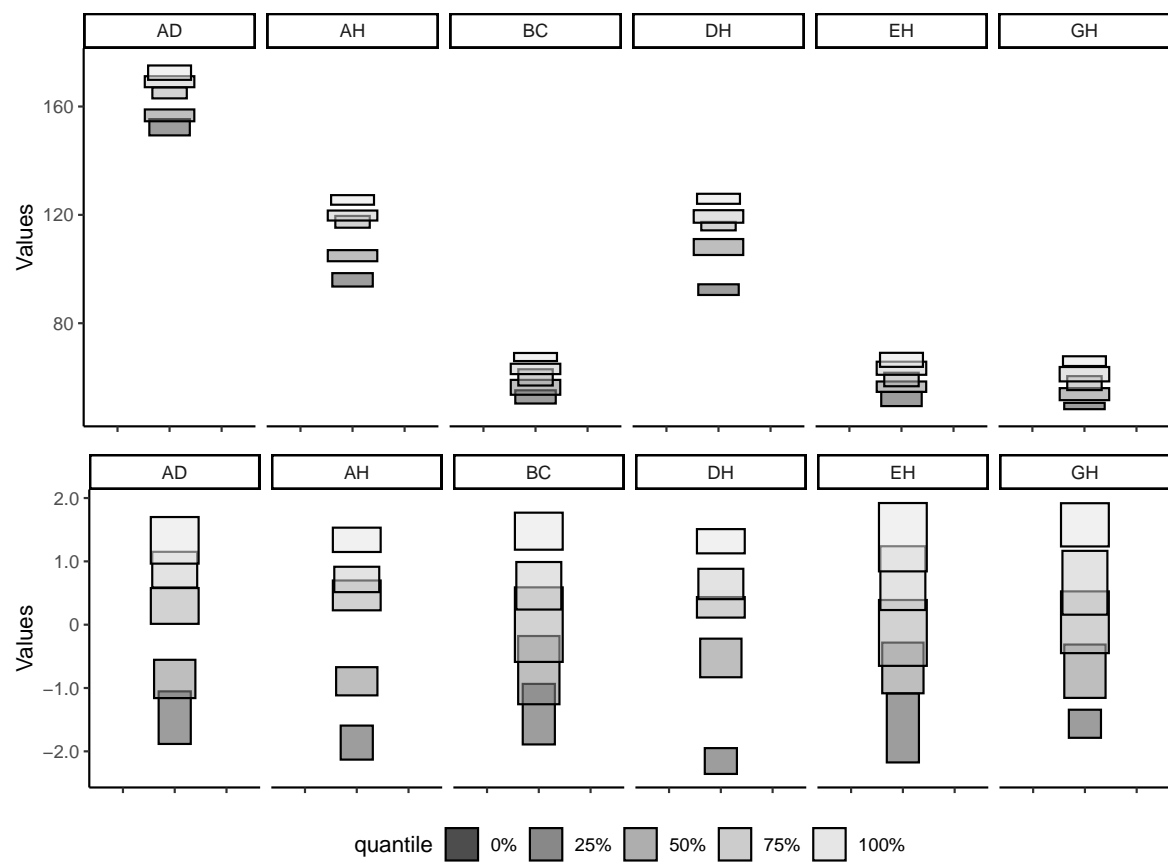 AD AH BC DH EH GH
160
120
80
Values
AD AH BC DH EH GH
2.0
1.0
0
−1.0
−2.0
Values
quantile 0% 25% 50% 75% 100%